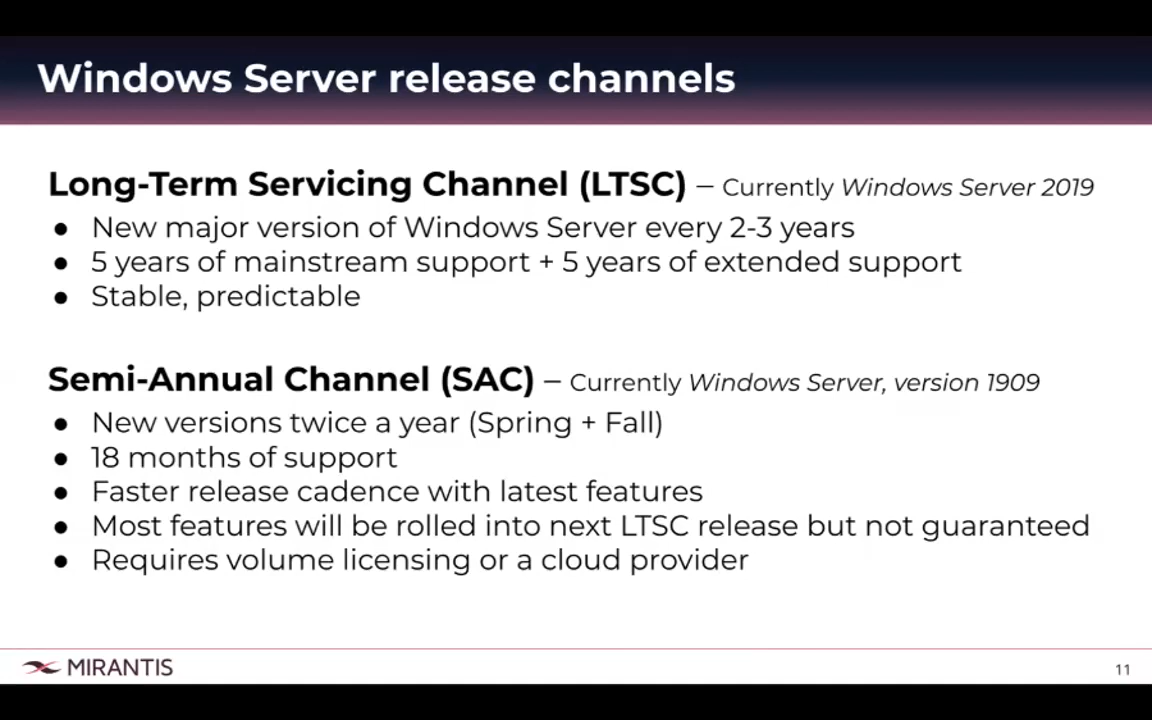 Windows Server release channels
Long-Term Servicing Channel (LTSC) – Currently Windows Server 2019
● New major version of Windows Server every 2-3 years
● 5 years of mainstream support + 5 years of extended support
● Stable, predictable
Semi-Annual Channel (SAC) – Currently Windows Server, version 1909
● New versions twice a year (Spring + Fall)
● 18 months of support
● Faster release cadence with latest features
● Most features will be rolled into next LTSC release but not guaranteed
● Requires volume licensing or a cloud provider
MIRANTIS
11